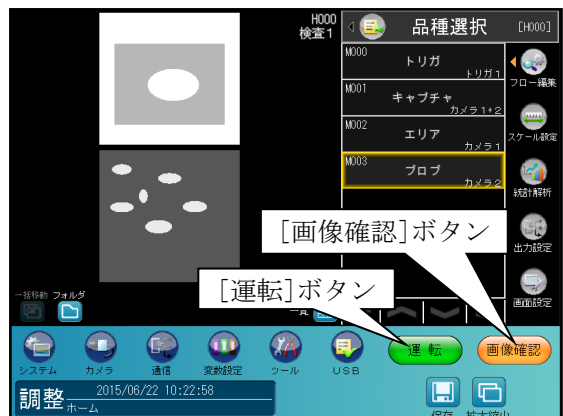 H000
検査1
品種選択
[H000]
M000
トリガ
トリガ1
M001
キャプチャ
カメラ1+2
M002
エリア
カメラ1
M003
ブロブ
カメラ2
フロー編集
スケール設定
統計解析
出力設定
画面設定
[画像確認]ボタン
[運転]ボタン
一括移動 フォルダ
一覧
システム
カメラ
通信
変数設定
ツール
USB
運転
画像確認
調整
2015/06/22 10:22:58
ホーム
保存
拡大縮小